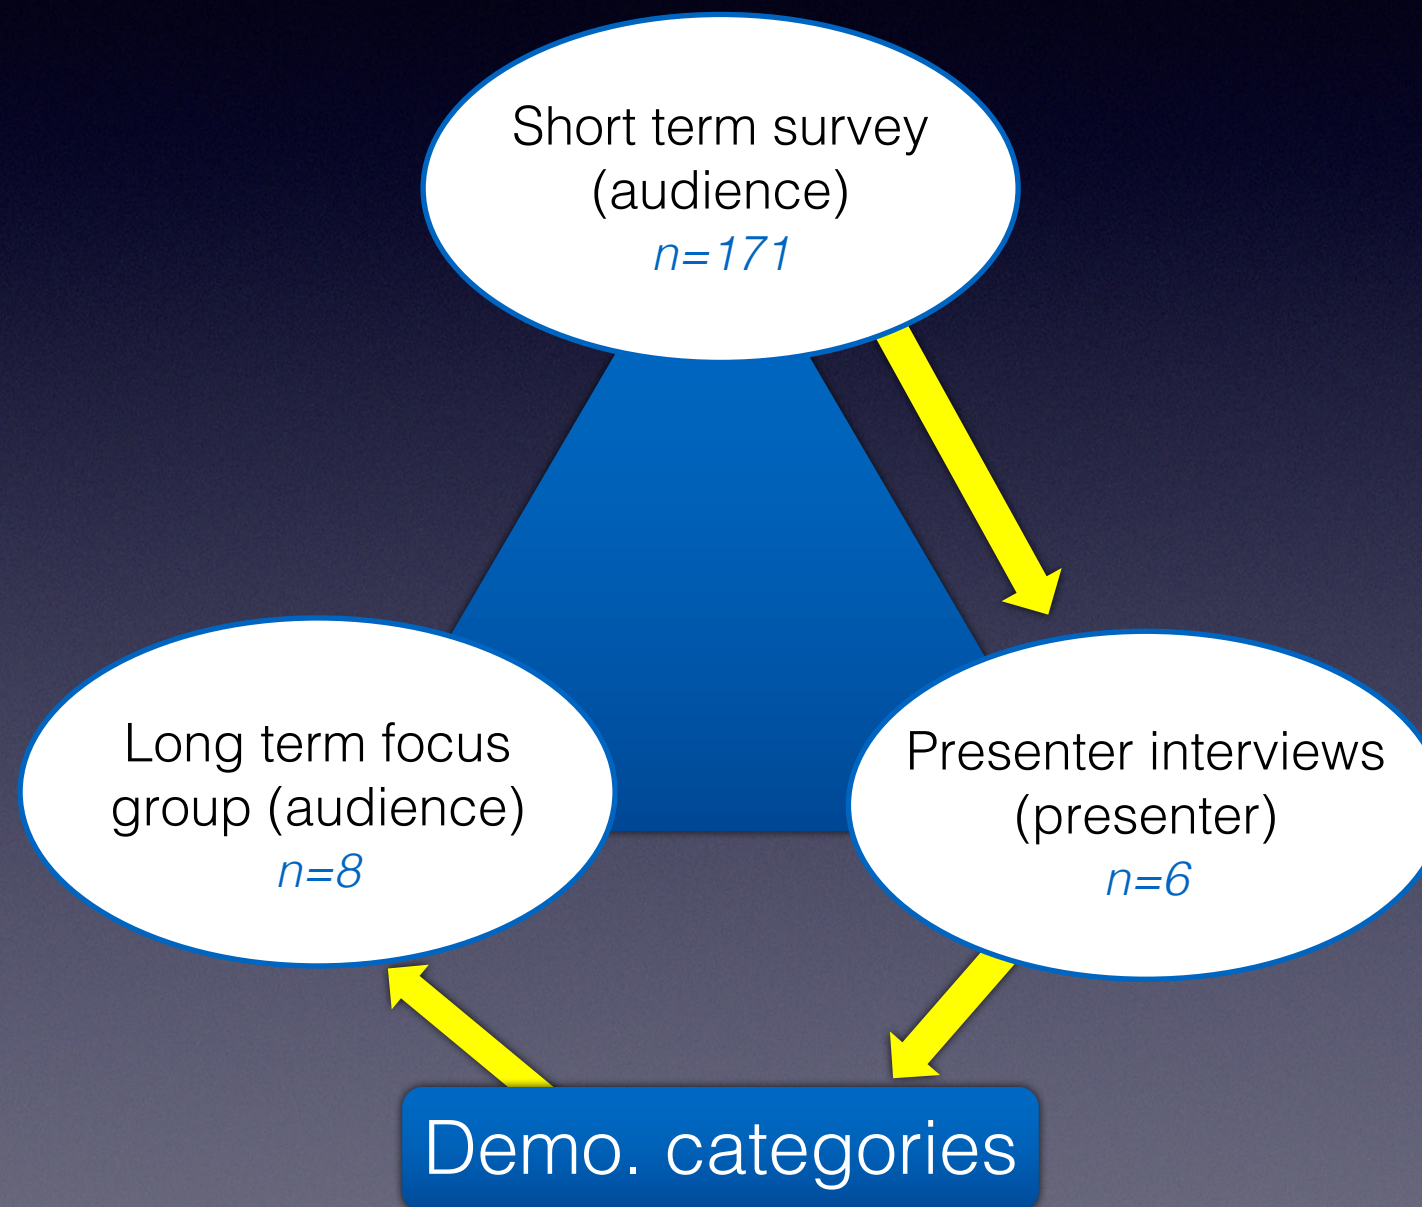 Short term survey
(audience)
n=171
Long term focus
group (audience)
n=8
Presenter interviews
(presenter)
n=6
Demo. categories